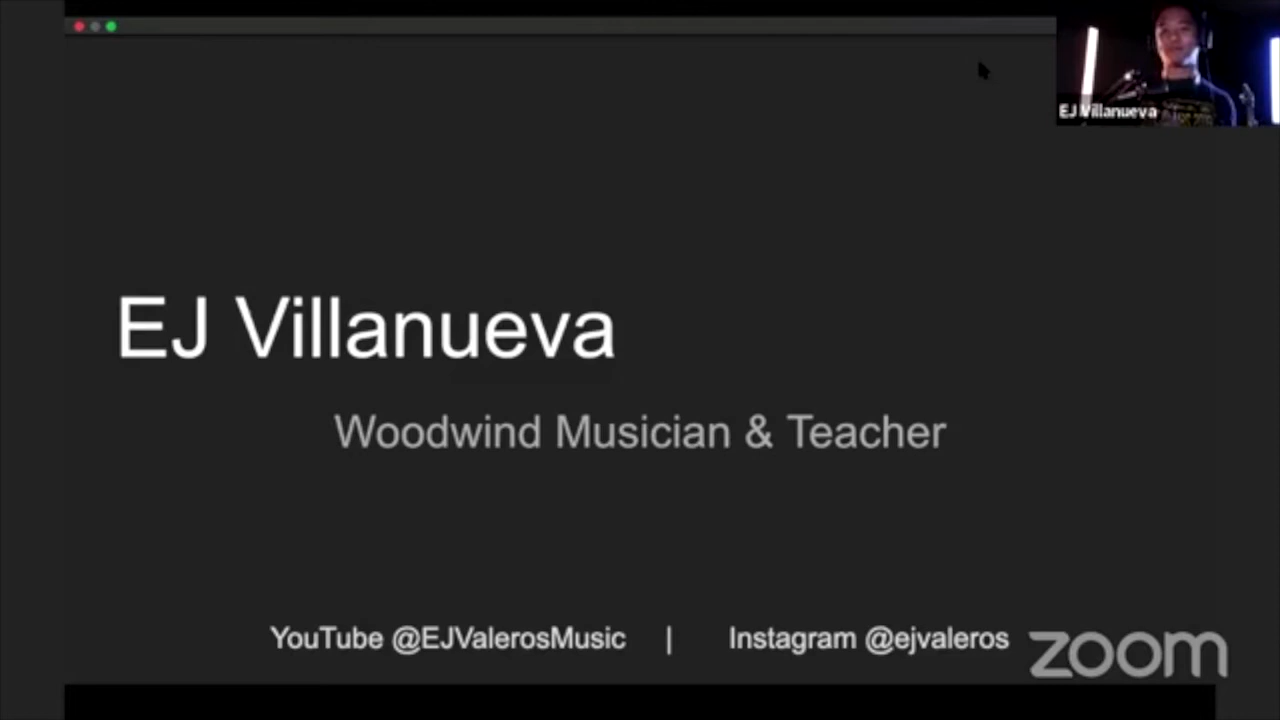 EJ Villanueva
EJ Villanueva
Woodwind Musician & Teacher
YouTube @EJValerosMusic | Instagram @ejvaleros
zoom